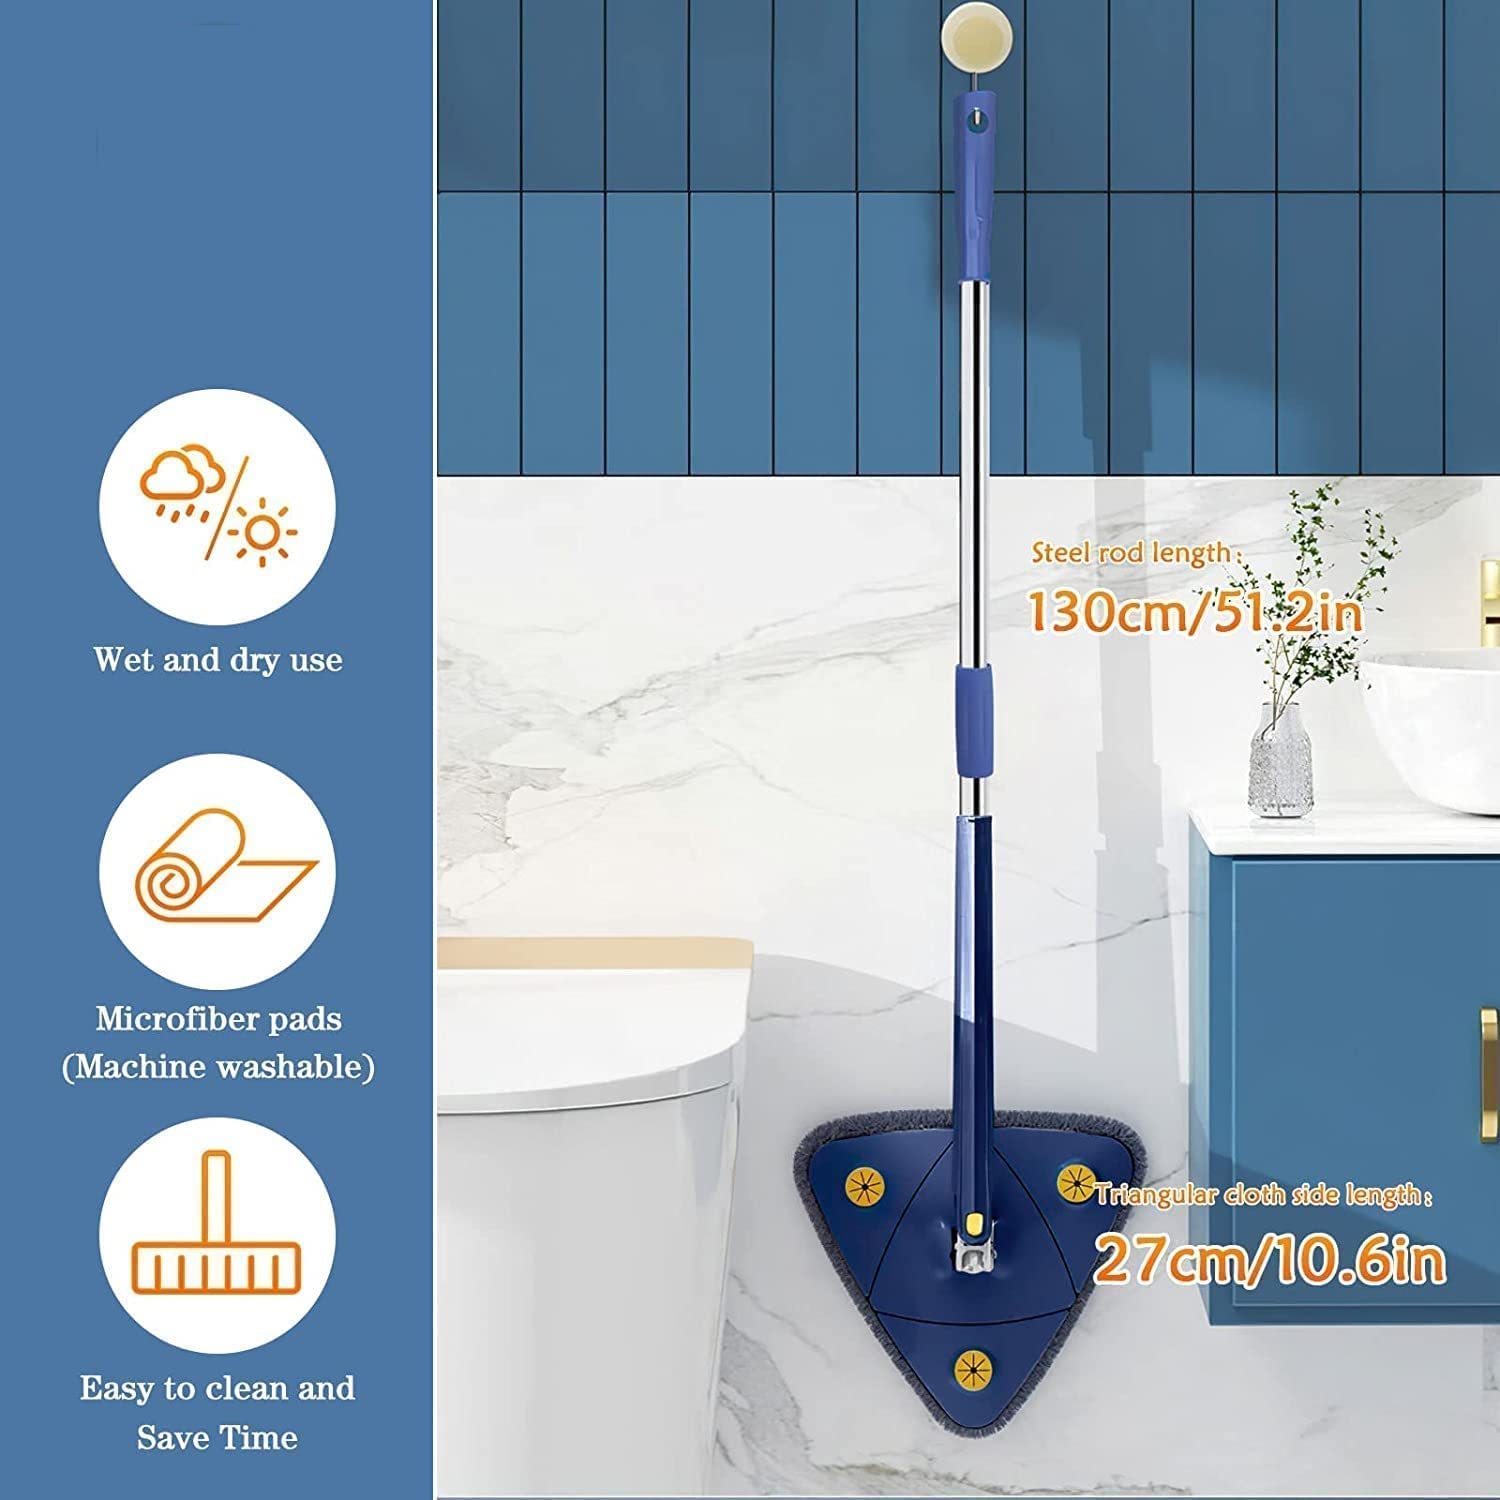 Wet and dry use
Microfiber pads
(Machine washable)
Easy to clean and
Save Time
Steel rod length:
130cm/51.2in
Triangular cloth side length:
27cm/10.6in